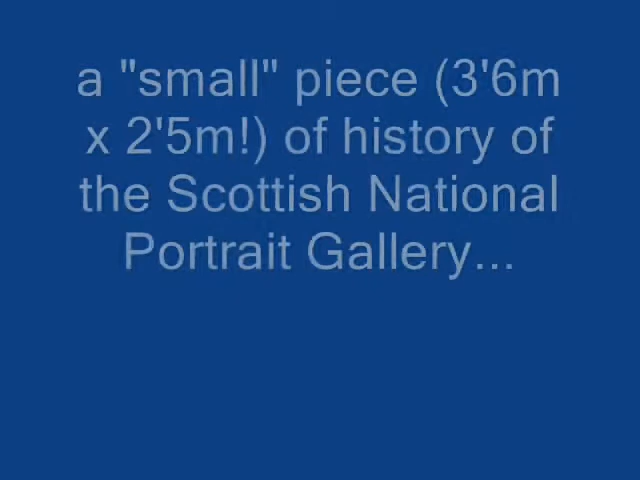 a "small" piece (3'6m
x 2'5m!) of history of
the Scottish National
Portrait Gallery...